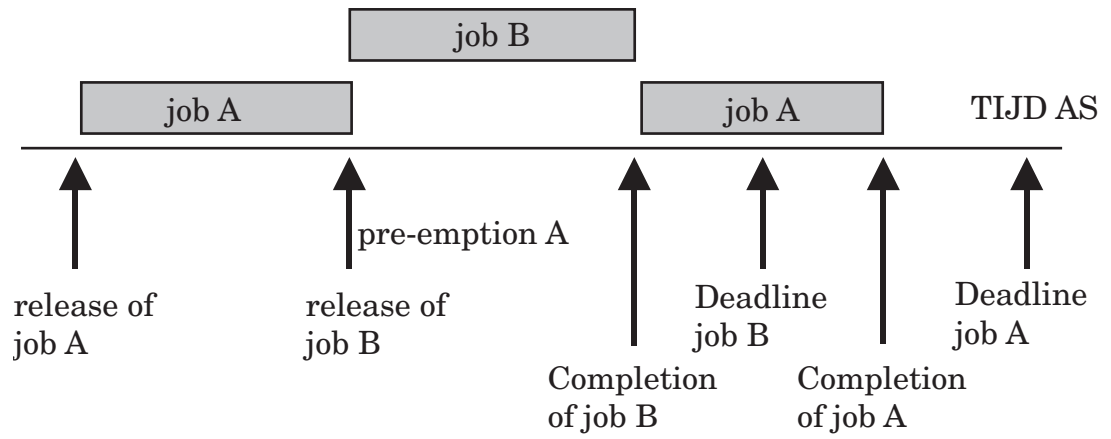 job B
job A
job A
TIJD AS
pre-emption A
release of
job A
release of
job B
Deadline
job B
Deadline
job A
Completion
of job B
Completion
of job A